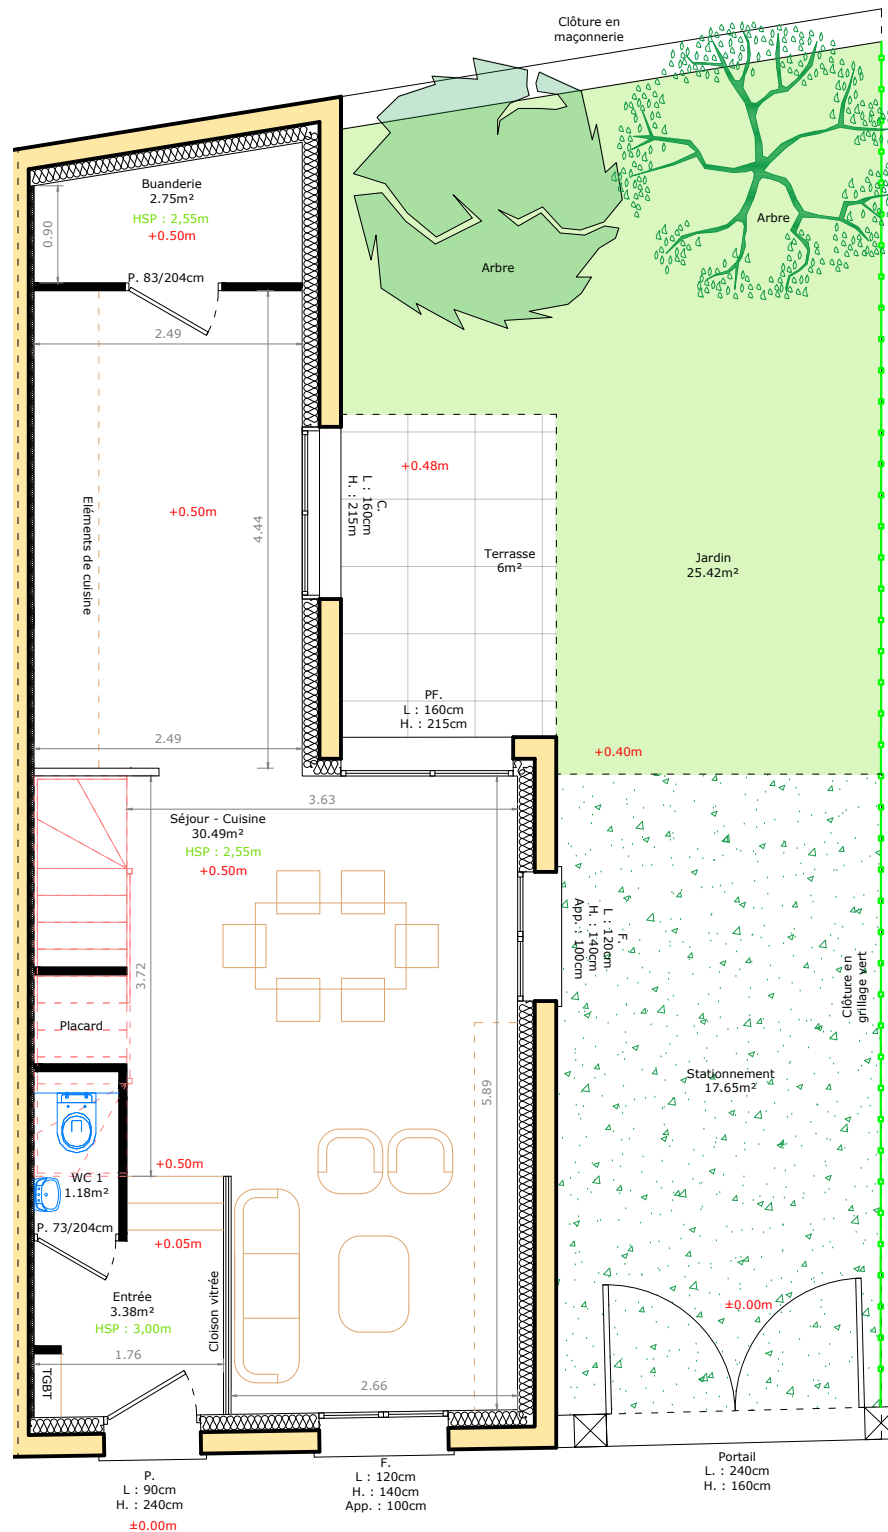 Clôture en
maçonnerie
Buanderie
2.75m²
HSP : 2,55m
+0.50m
0.90
P. 83/204cm
Arbre
Arbre
2.49
+0.50m
4.44
Eléments de cuisine
C.
L : 160cm
H. : 215m
+0.48m
Terrasse
6m²
Jardin
25.42m²
PF.
L : 160cm
H. : 215cm
2.49
+0.40m
3.63
Séjour - Cuisine
30.49m²
HSP : 2,55m
+0.50m
F.
L : 120cm
H. : 140cm
App. : 100cm
3.72
Placard
Clôture en
grillage vert
Stationnement
17.65m²
5.89
+0.50m
WC 1
1.18m²
P. 73/204cm
+0.05m
Entrée
3.38m²
HSP : 3,00m
Cloison vitrée
±0.00m
1.76
TGBT
2.66
P.
L : 90cm
H. : 240cm
±0.00m
F.
L : 120cm
H. : 140cm
App. : 100cm
Portail
L. : 240cm
H. : 160cm